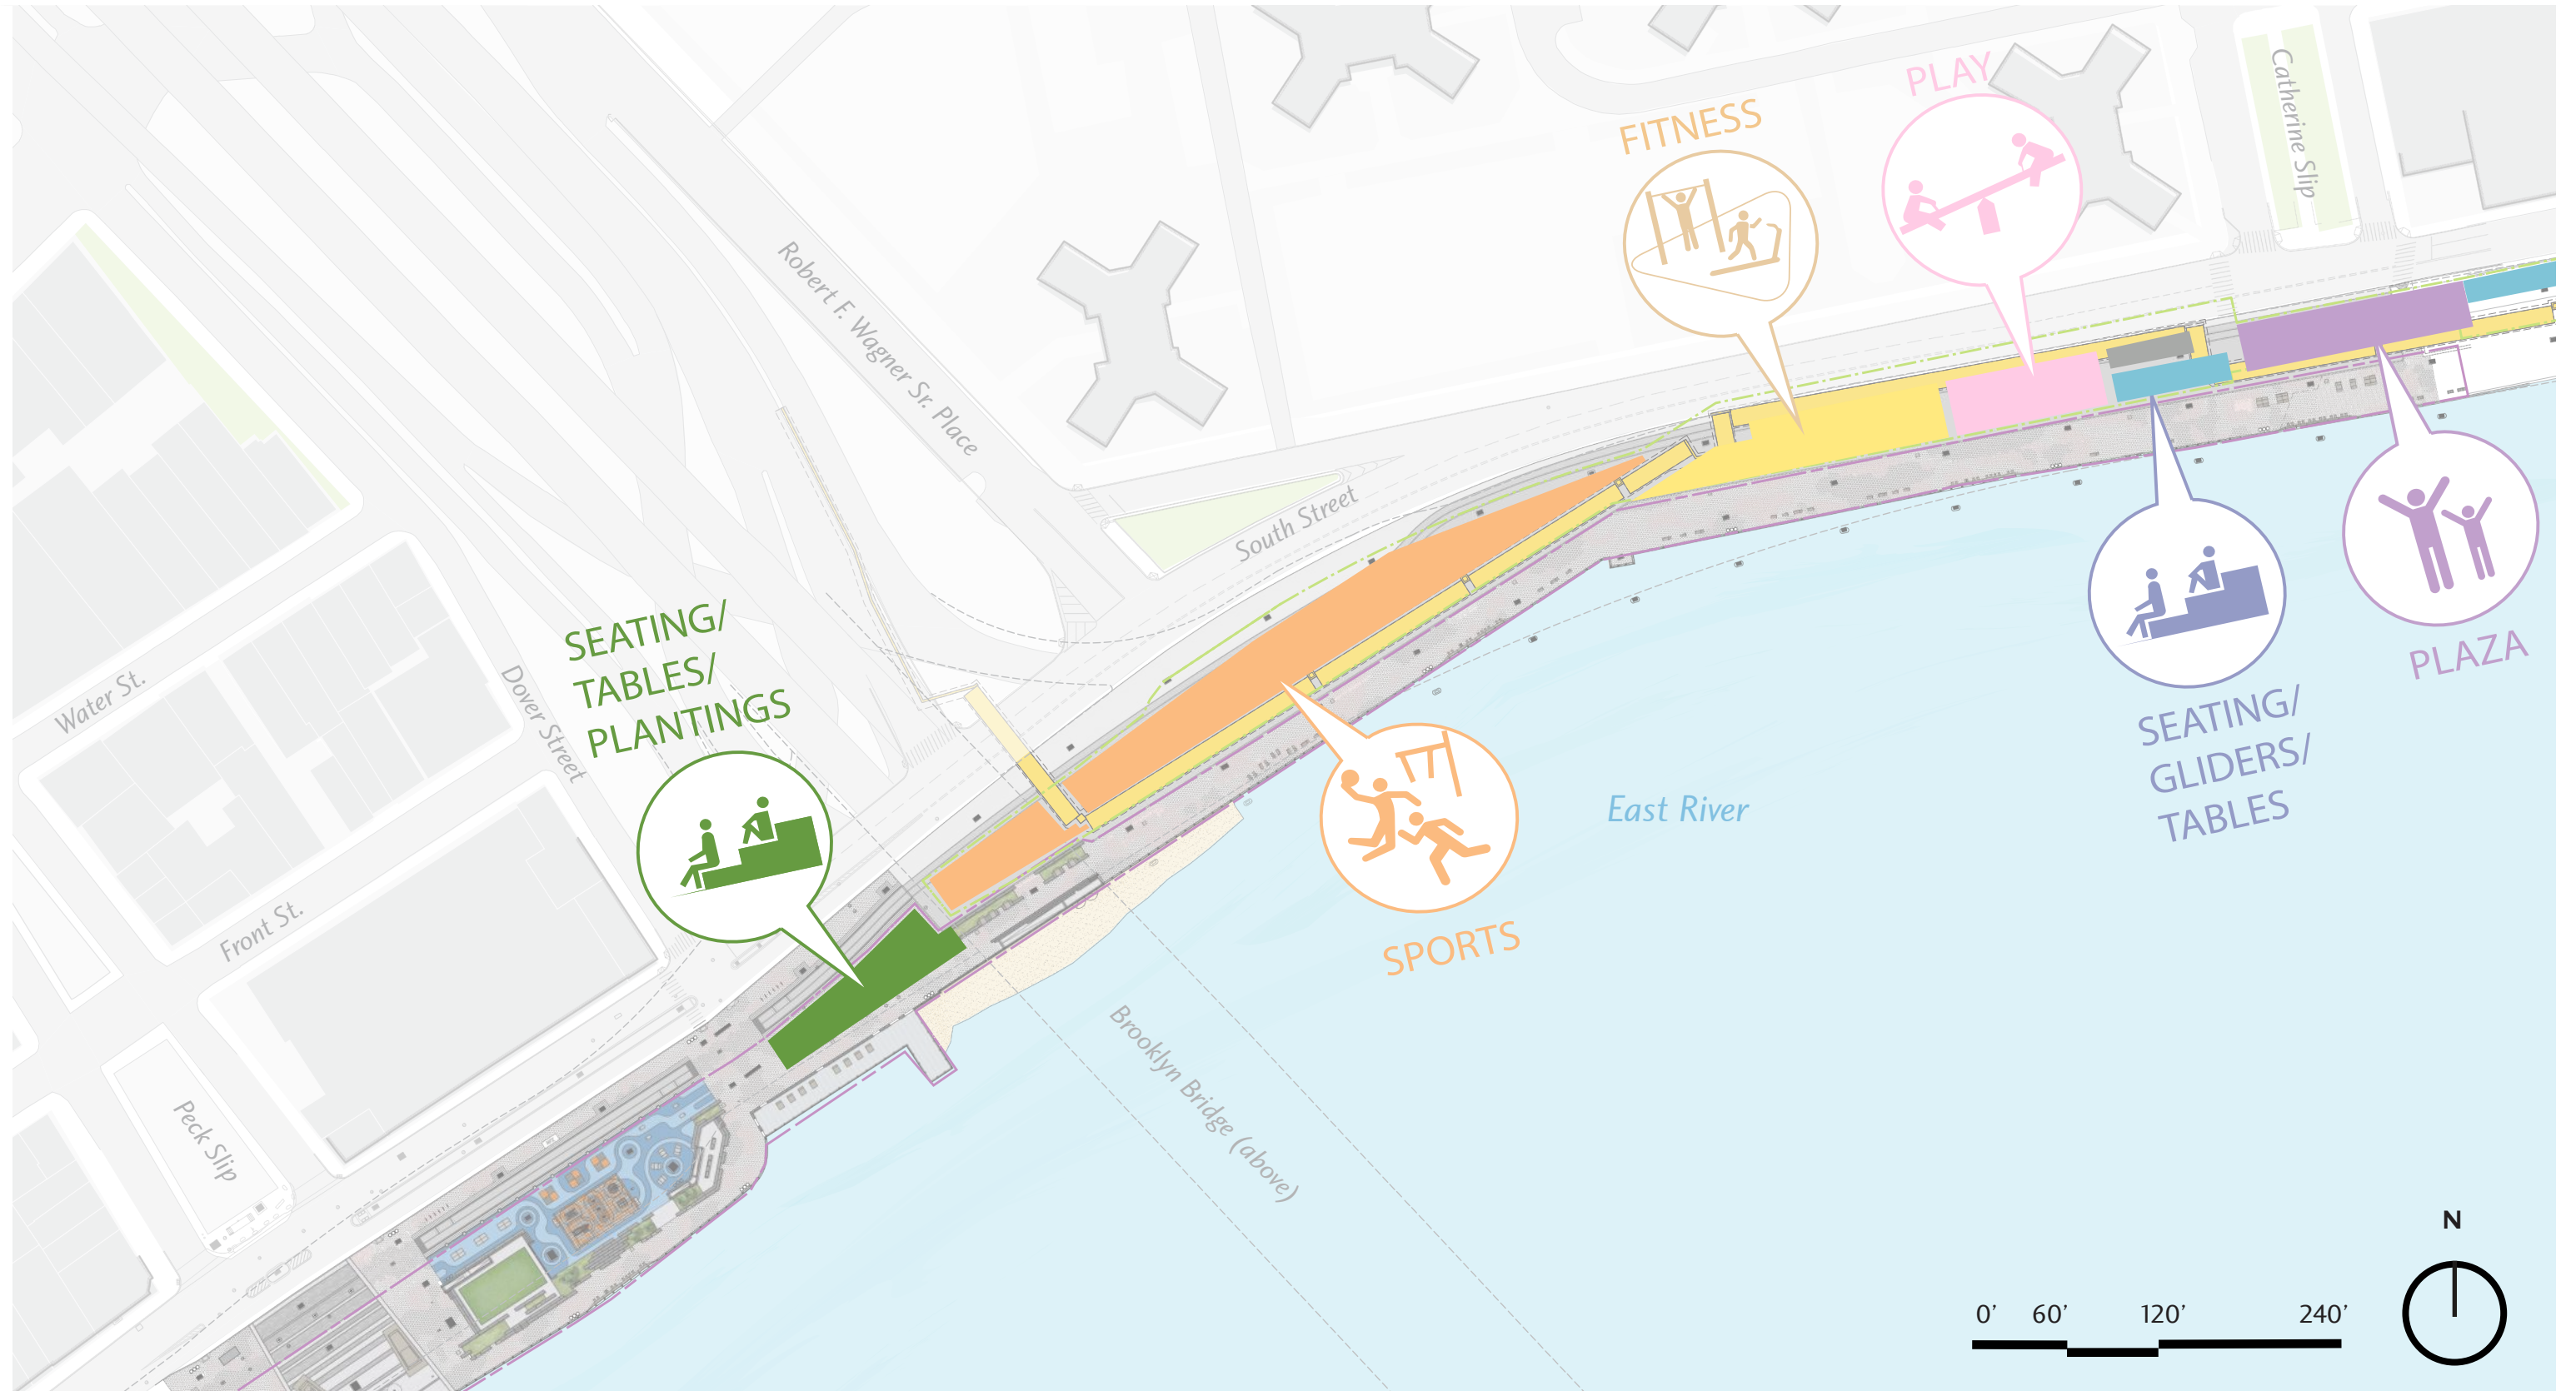 PLAY
FITNESS
Catherine Slip
Robert F. Wagner Sr. Place
South Street
SEATING/
TABLES/
PLANTINGS
Water St.
Dover Street
Front St.
Peck Slip
SPORTS
East River
SEATING/
GLIDERS/
TABLES
PLAZA
Brooklyn Bridge (above)
N
0’ 60’ 120’ 240’